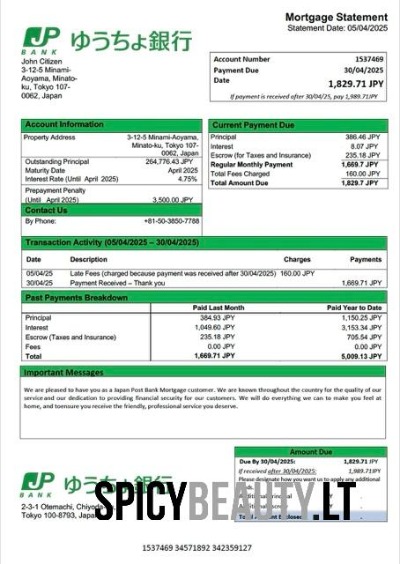 Mortgage Statement
Statement Date: 05/04/2025
JP
BANK
ゆうちょ銀行
John Citizen
3-12-5 Minami-
Aoyama, Minato-
ku, Tokyo 107-
0062, Japan
Account Number 1537469
Payment Due 30/04/2025
Date 1,829.71 JPY
If payment is received after 30/04/25, pay 1,989.71JPY
Account Information
Property Address 3-12-5 Minami-Aoyama,
Minato-ku, Tokyo 107-
0062, Japan
Outstanding Principal 264,776.43 JPY
Maturity Date April 2025
Interest Rate (Until April 2025) 4.75%
Prepayment Penalty
(Until April 2025) 3,500.00 JPY
Contact Us
By Phone: +81-50-3850-7788
Current Payment Due
Principal 386.46 JPY
Interest 8.07 JPY
Escrow (for Taxes and Insurance) 235.18 JPY
Regular Monthly Payment 1,669.7 JPY
Total Fees Charged 160.00 JPY
Total Amount Due 1,829.7 JPY
Transaction Activity (05/04/2025 – 30/04/2025)
Date Description Charges Payments
05/04/25 Late Fees (charged because payment was received after 30/04/2025) 160.00 JPY
30/04/25 Payment Received – Thank you 1,669.71 JPY
Past Payments Breakdown
Paid Last Month Paid Year to Date
Principal 384.93 JPY 1,150.25 JPY
Interest 1,049.60 JPY 3,153.34 JPY
Escrow (Taxes and Insurance) 235.18 JPY 705.54 JPY
Fees 0.00 JPY 0.00 JPY
Total 1,669.71 JPY 5,009.13 JPY
Important Messages
We are pleased to have you as a Japan Post Bank Mortgage customer. We are known throughout the country for the quality of our
service and our dedication to providing financial security for our customers. We will do everything we can to make you feel at
home, and toensure you receive the friendly, professional service you deserve.
JP
BANK
ゆうちょ銀行
2-3-1 Otemachi, Chiyoda-
Tokyo 100-8793, Japan
Amount Due
Due By 30/04/2025: 1,829.71 JPY
If received after 30/04/2025: 1,989.71JPY
Please designate how you want us to apply any additional
Additional Principal
SPICYBEAUTY.LT
1537469 34571892 342359127